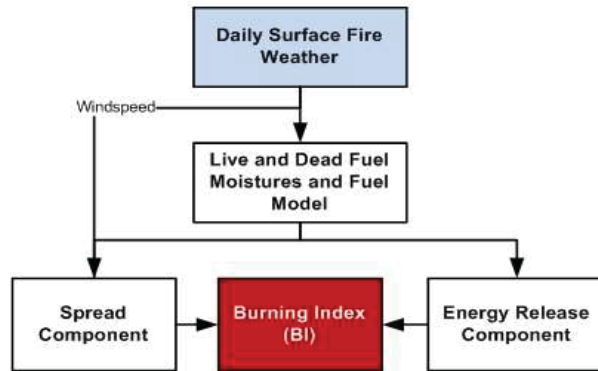 Daily Surface Fire
Weather
Windspeed
Live and Dead Fuel
Moistures and Fuel
Model
Spread
Component
Burning Index
(BI)
Energy Release
Component